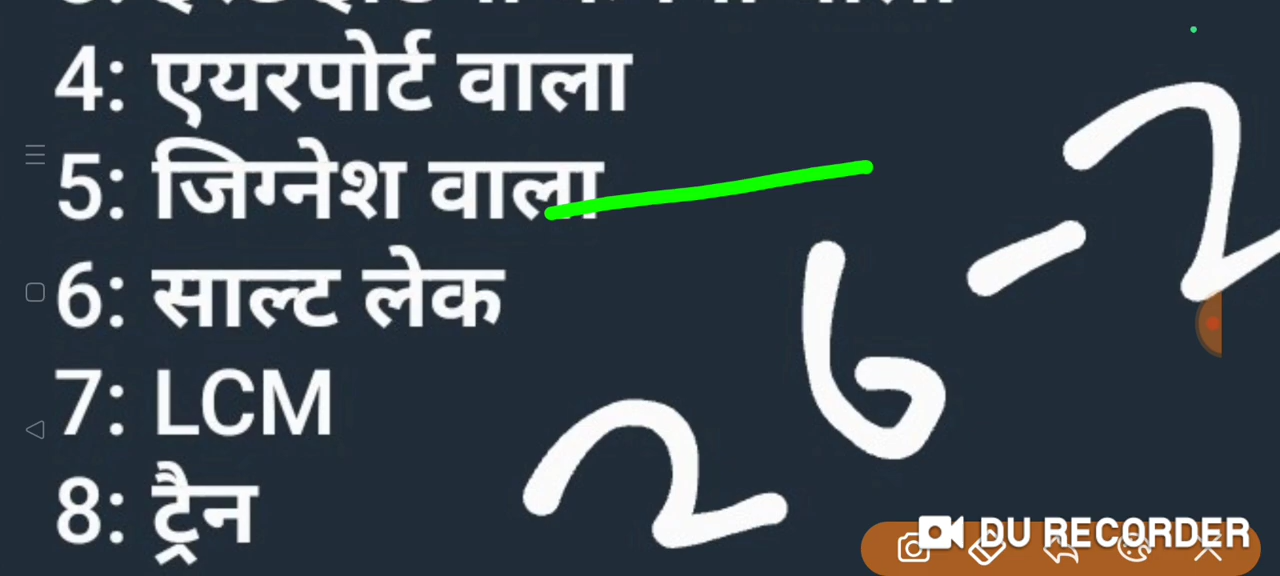 4: एयरपोर्ट वाला
5: जिग्नेश वाला
6: साल्ट लेक
7: LCM
8: ट्रैन
26-2
DU RECORDER